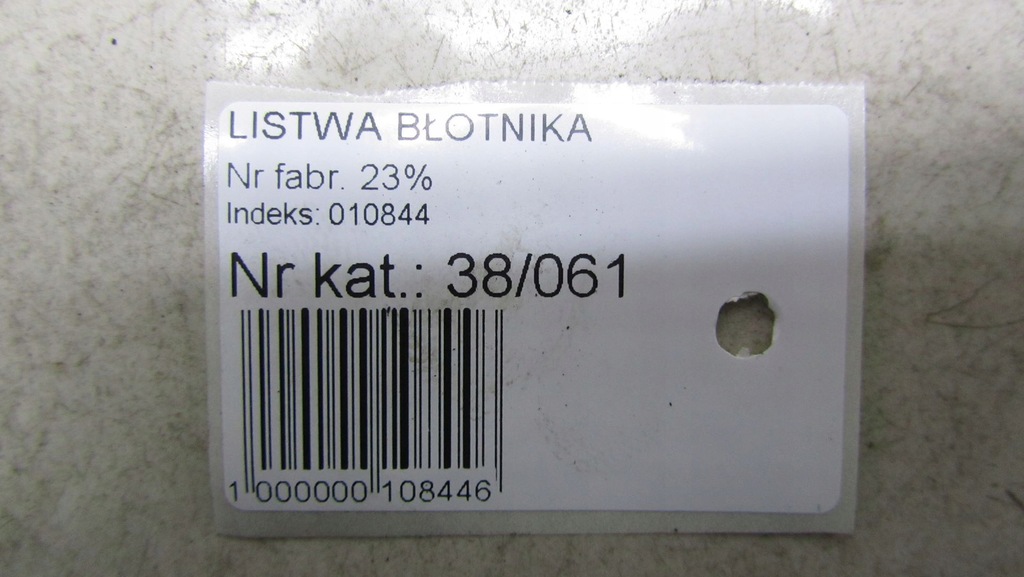 LISTWA BŁOTNIKA
Nr fabr. 23%
Indeks: 010844
Nr kat.: 38/061
1 000000 108446